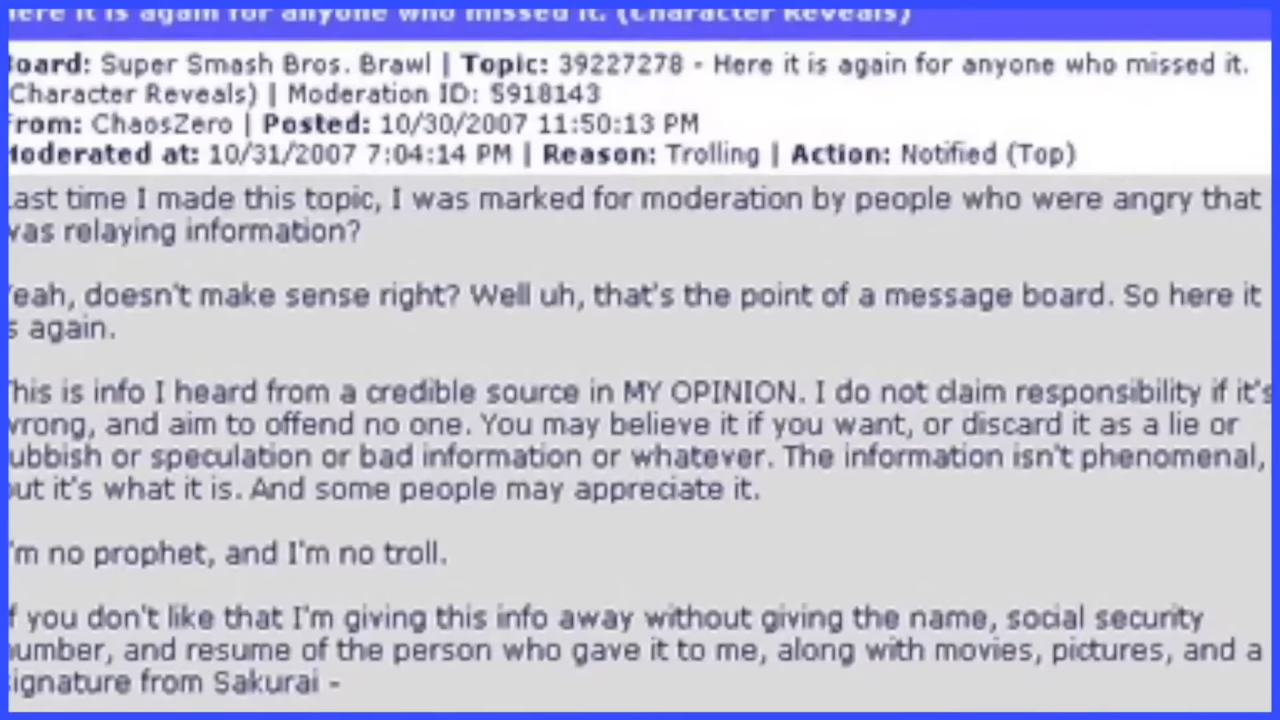 ere it is again for anyone who missed it. (Character Reveals)
oard: Super Smash Bros. Brawl | Topic: 39227278 - Here it is again for anyone who missed it.
Character Reveals) | Moderation ID: 5918143
rom: ChaosZero | Posted: 10/30/2007 11:50:13 PM
oderated at: 10/31/2007 7:04:14 PM | Reason: Trolling | Action: Notified (Top)
ast time I made this topic, I was marked for moderation by people who were angry that
was relaying information?
eah, doesn't make sense right? Well uh, that's the point of a message board. So here it
s again.
his is info I heard from a credible source in MY OPINION. I do not claim responsibility if it's
wrong, and aim to offend no one. You may believe it if you want, or discard it as a lie or
ubbish or speculation or bad information or whatever. The information isn't phenomenal,
ut it's what it is. And some people may appreciate it.
'm no prophet, and I'm no troll.
f you don't like that I'm giving this info away without giving the name, social security
umber, and resume of the person who gave it to me, along with movies, pictures, and a
signature from Sakurai -